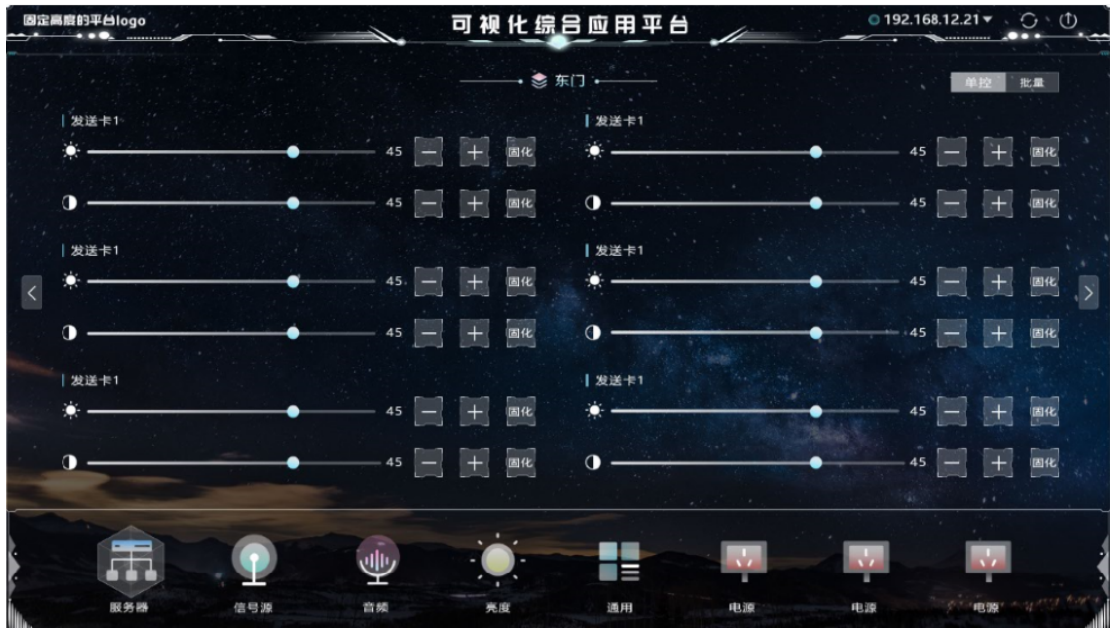 固定高度的平台logo
可视化综合应用平台
192.168.12.21
东门
单控 批量
发送卡1 发送卡1
45 固化 45 固化
45 固化 45 固化
发送卡1 发送卡1
45 固化 45 固化
45 固化 45 固化
发送卡1 发送卡1
45 固化 45 固化
45 固化 45 固化
服务器 信号源 音频 亮度 通用 电源 电源 电源